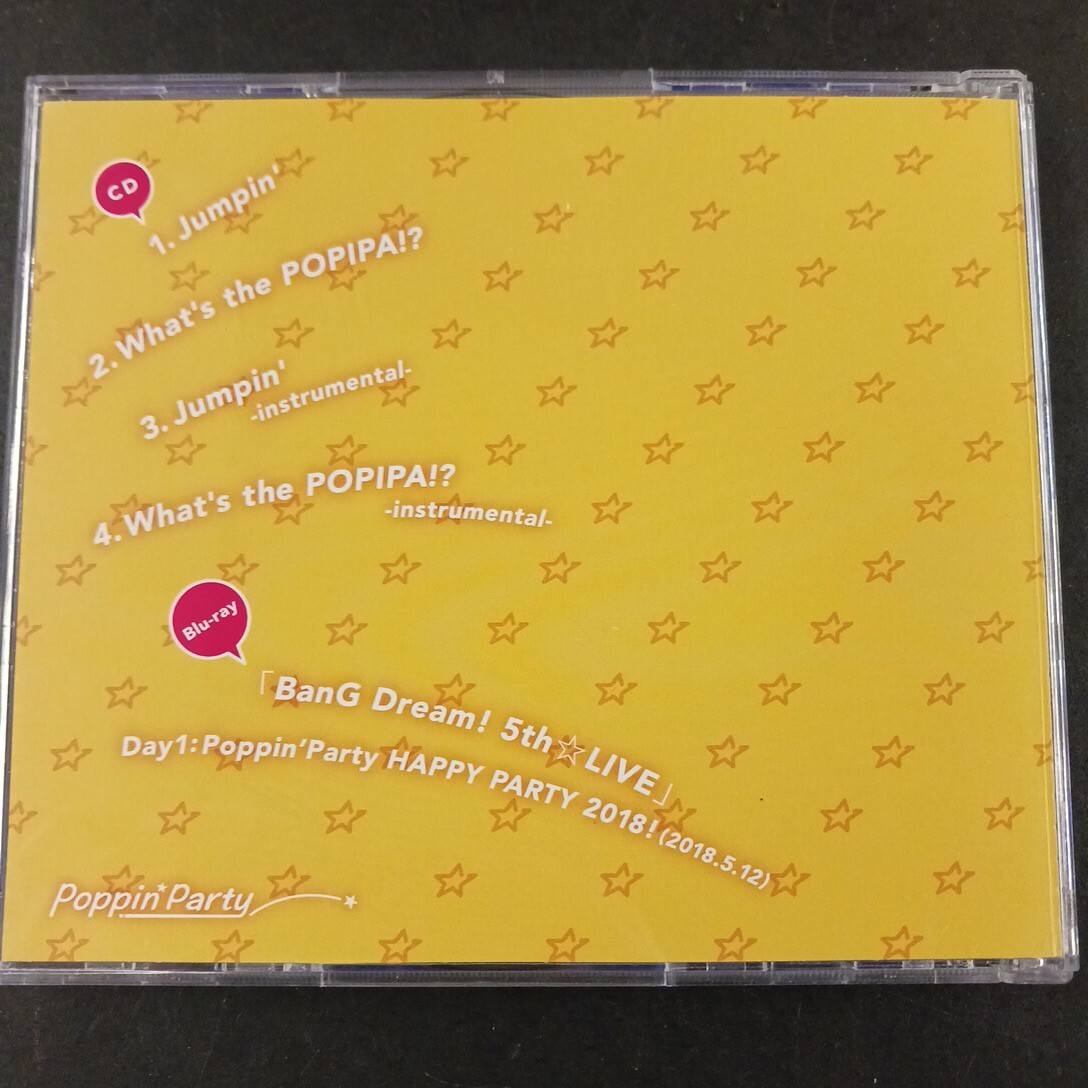 CD
1. Jumpin'
2. What's the POPIPA!?
3. Jumpin'
-instrumental-
4. What's the POPIPA!?
-instrumental-
Blu-ray
「BanG Dream! 5th☆LIVE」
Day1: Poppin'Party HAPPY PARTY 2018! (2018.5.12)
Poppin'Party